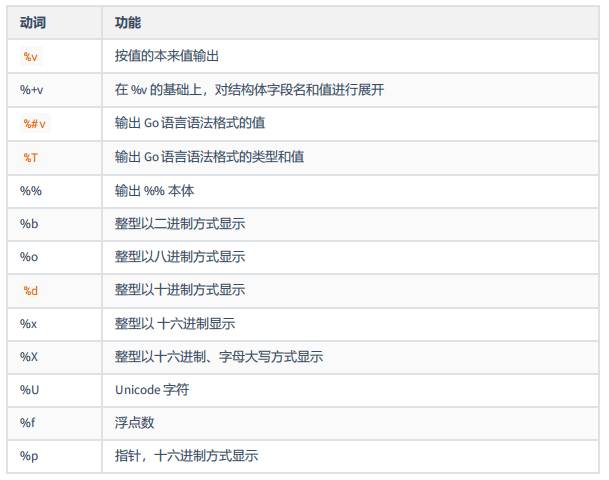 动词 功能
%v 按值的本来值输出
%+v 在 %v 的基础上，对结构体字段名和值进行展开
%#v 输出 Go 语言语法格式的值
%T 输出 Go 语言语法格式的类型和值
%% 输出 %% 本体
%b 整型以二进制方式显示
%o 整型以八进制方式显示
%d 整型以十进制方式显示
%x 整型以 十六进制显示
%X 整型以十六进制、字母大写方式显示
%U Unicode 字符
%f 浮点数
%p 指针，十六进制方式显示